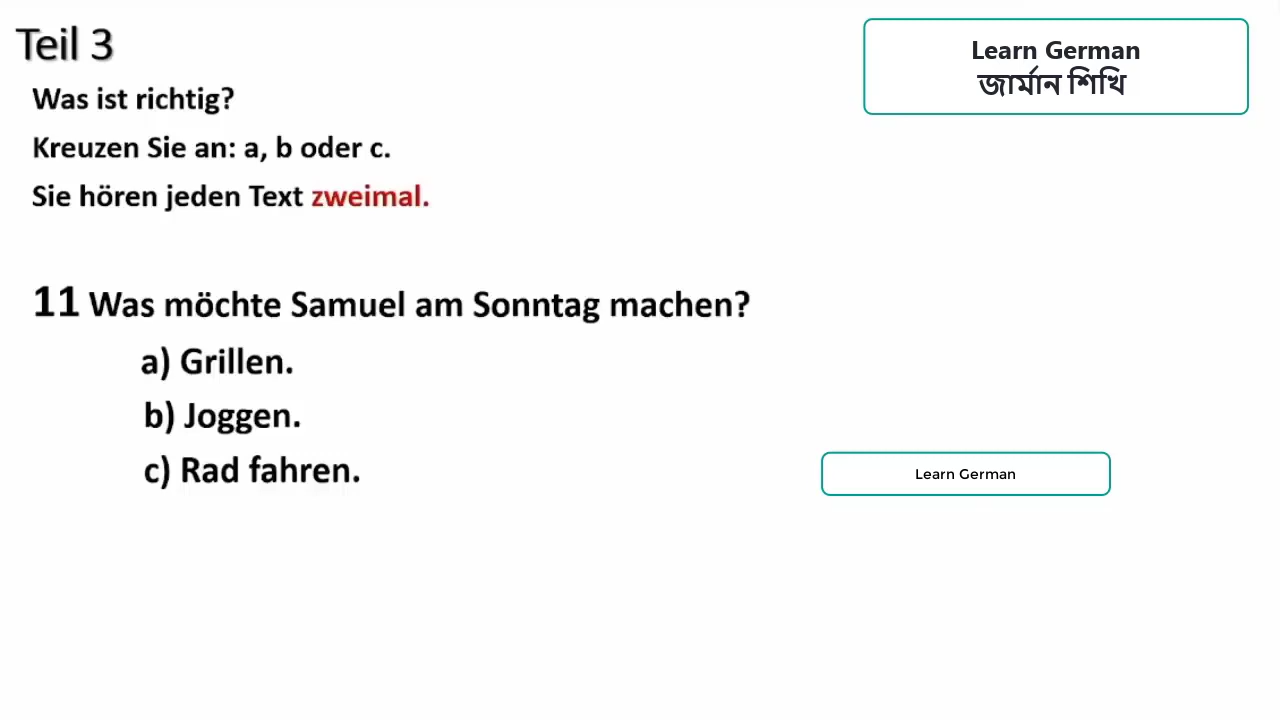 Teil 3
Learn German
জার্মান শিখি
Was ist richtig?
Kreuzen Sie an: a, b oder c.
Sie hören jeden Text zweimal.
11 Was möchte Samuel am Sonntag machen?
a) Grillen.
b) Joggen.
c) Rad fahren.
Learn German